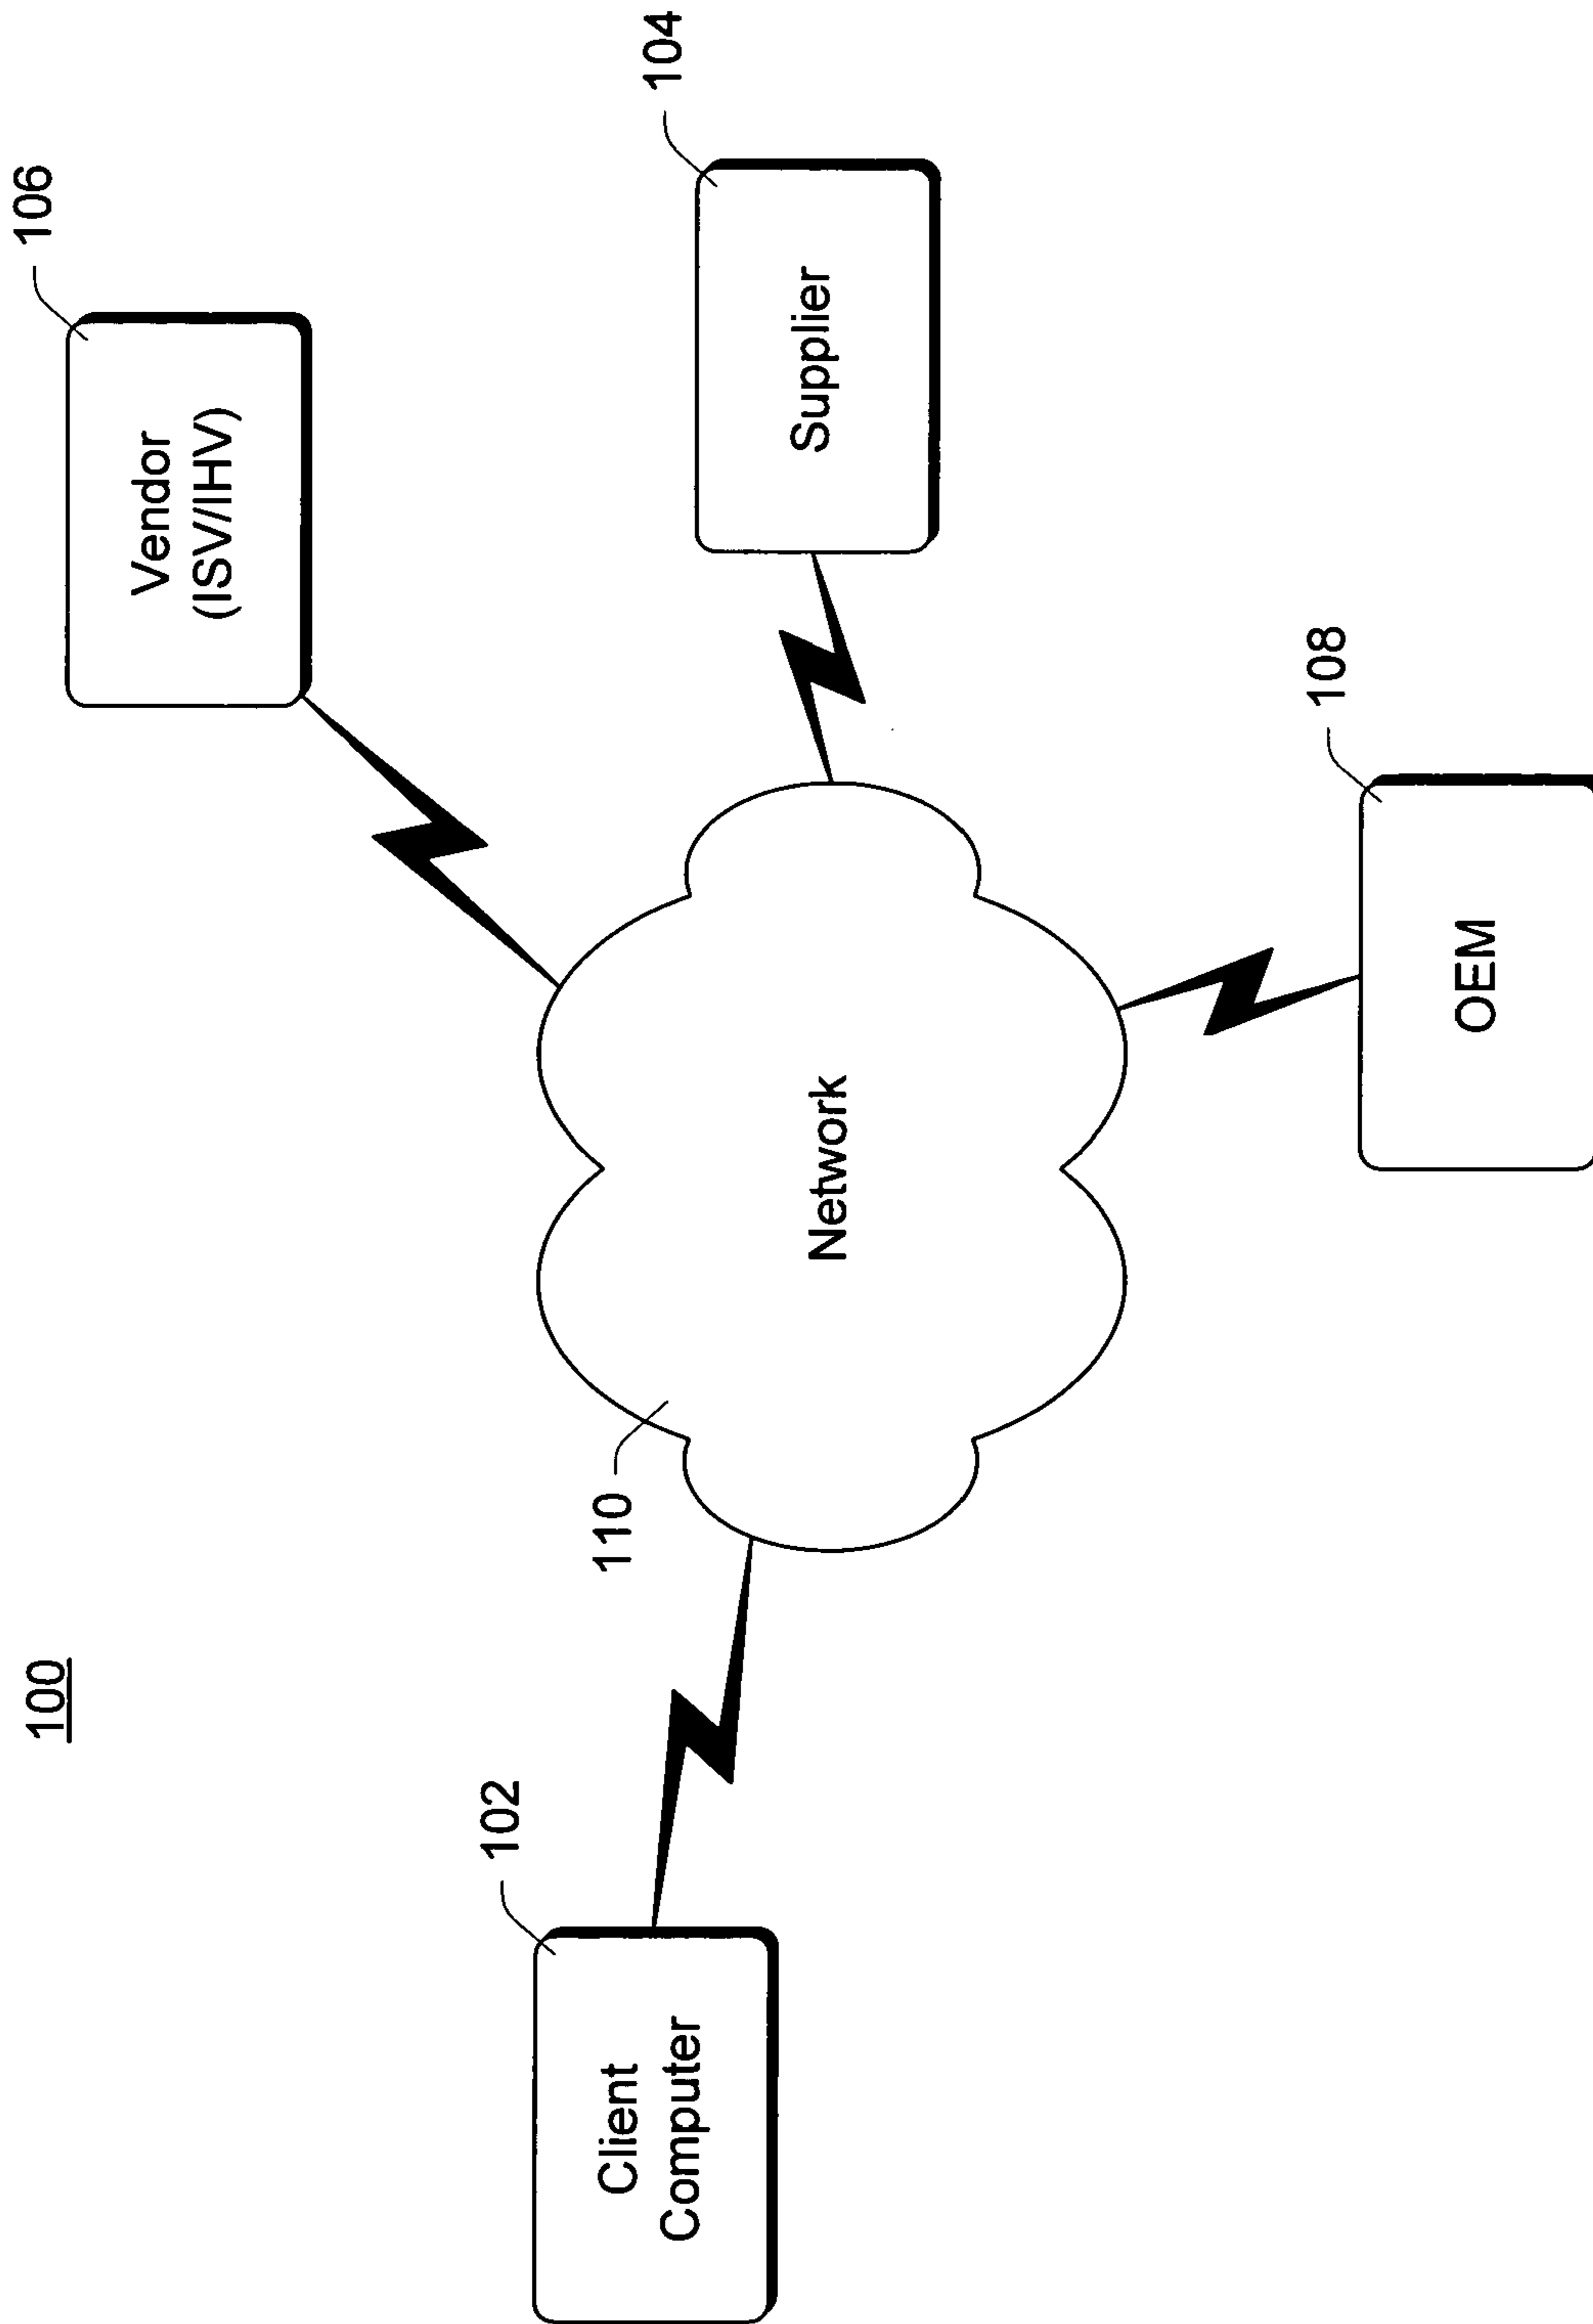 100
106
Vendor
(ISV/IHV)
102
Client
Computer
110
Network
104
Supplier
108
OEM